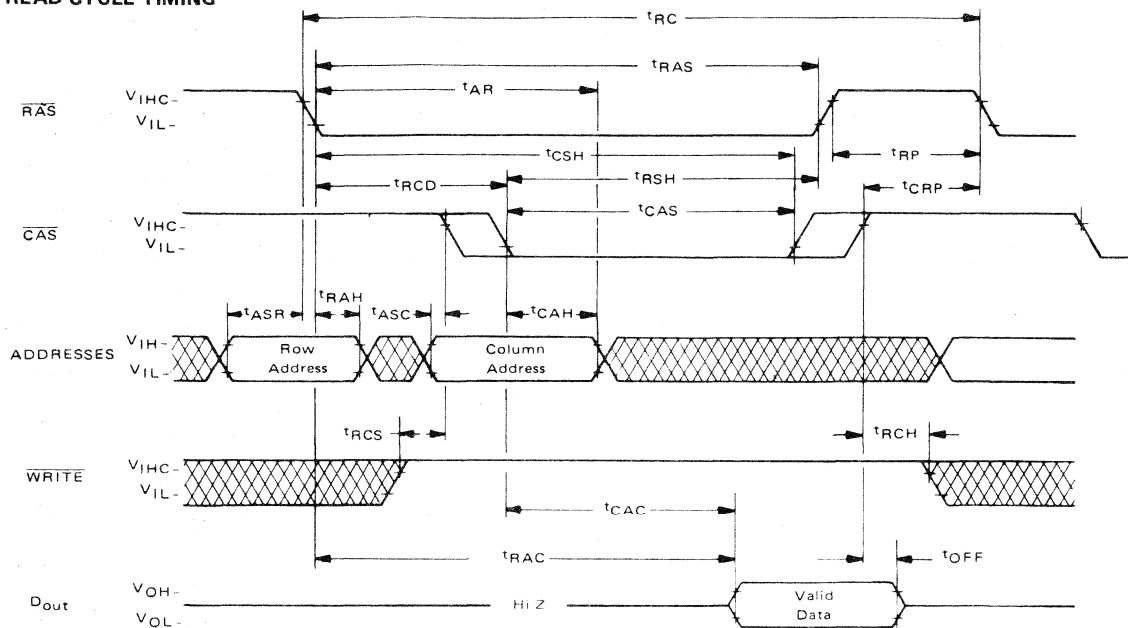 READ CYCLE TIMING
tRC
tRAS
tAR
RAS
VIHC-
VIL-
tCSH
tRP
tRCD
tRSH
tCRP
tCAS
CAS
VIHC-
VIL-
tASR
tRAH
tASC
tCAH
ADDRESSES
VIH-
VIL-
Row
Address
Column
Address
tRCS
tRCH
WRITE
VIHC-
VIL-
tCAC
tRAC
tOFF
Dout
VOH-
VOL-
Hi Z
Valid
Data